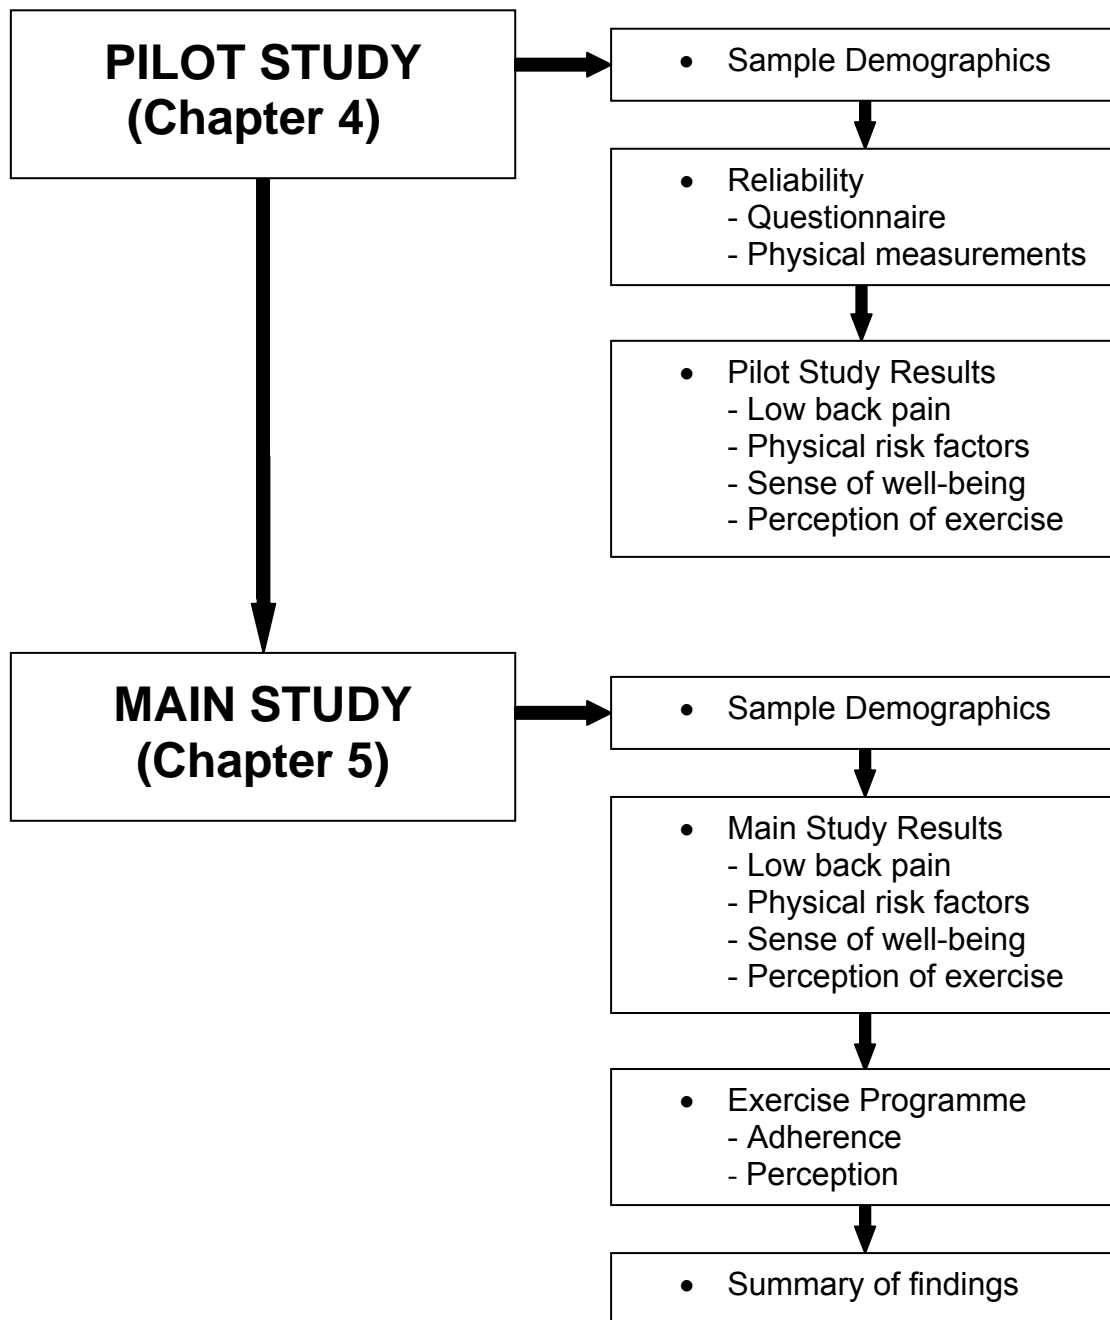 PILOT STUDY
(Chapter 4)
• Sample Demographics
• Reliability
- Questionnaire
- Physical measurements
• Pilot Study Results
- Low back pain
- Physical risk factors
- Sense of well-being
- Perception of exercise
MAIN STUDY
(Chapter 5)
• Sample Demographics
• Main Study Results
- Low back pain
- Physical risk factors
- Sense of well-being
- Perception of exercise
• Exercise Programme
- Adherence
- Perception
• Summary of findings